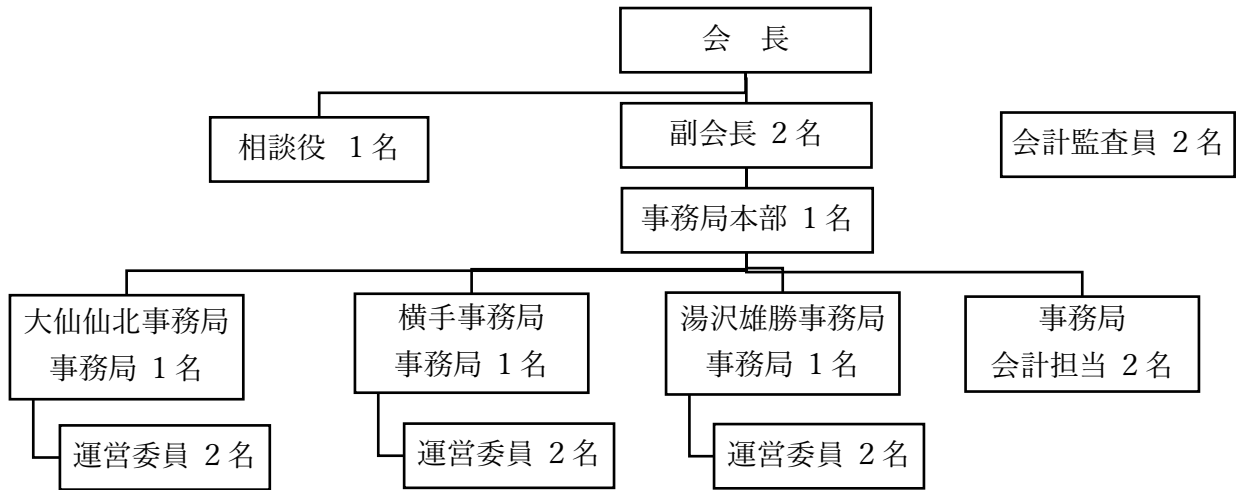 会　長
相談役　１名
副会長 ２名
会計監査員 ２名
事務局本部 １名
大仙仙北事務局
事務局 １名
横手事務局
事務局 １名
湯沢雄勝事務局
事務局 １名
事務局
会計担当 ２名
運営委員 ２名
運営委員 ２名
運営委員 ２名